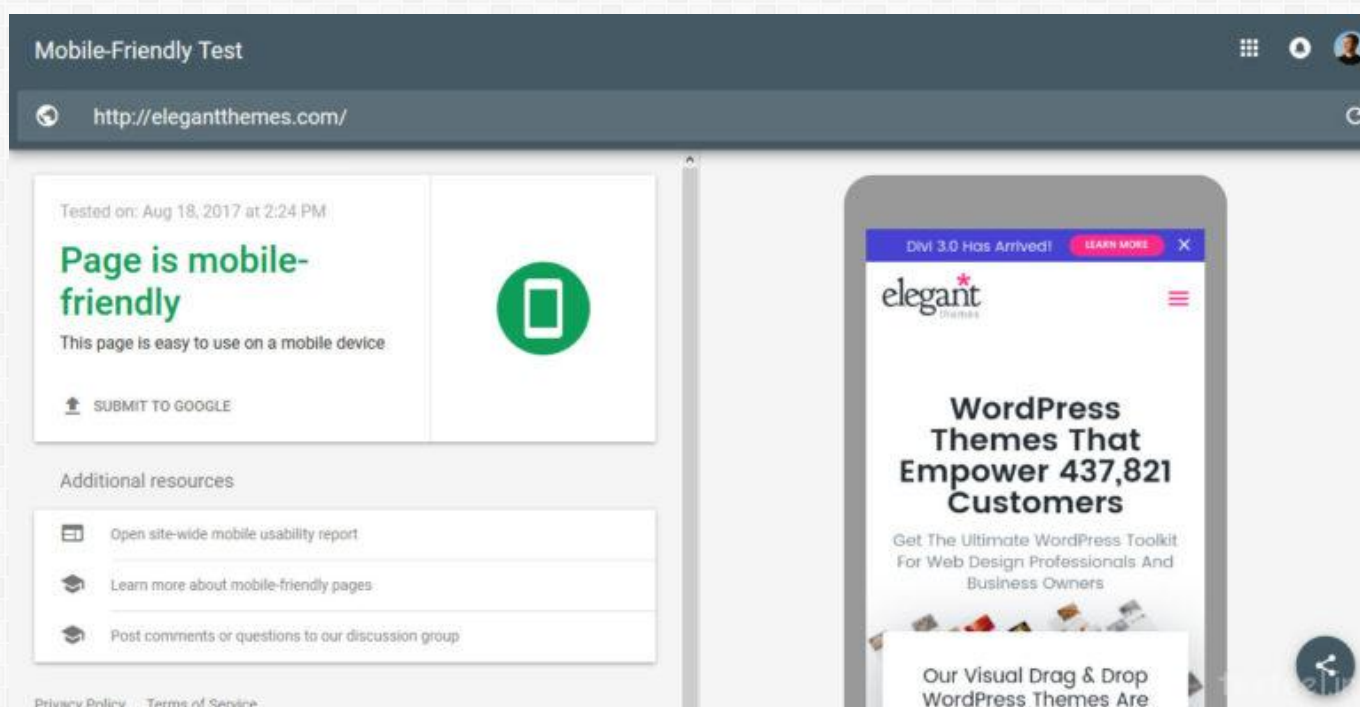 Mobile-Friendly Test
http://elegantthemes.com/
Tested on: Aug 18, 2017 at 2:24 PM
Page is mobile-
friendly
This page is easy to use on a mobile device
SUBMIT TO GOOGLE
Additional resources
Open site-wide mobile usability report
Learn more about mobile-friendly pages
Post comments or questions to our discussion group
Privacy Policy Terms of Service
Divi 3.0 Has Arrived! LEARN MORE
elegant
themes
WordPress
Themes That
Empower 437,821
Customers
Get The Ultimate WordPress Toolkit
For Web Design Professionals And
Business Owners
Our Visual Drag & Drop
WordPress Themes Are